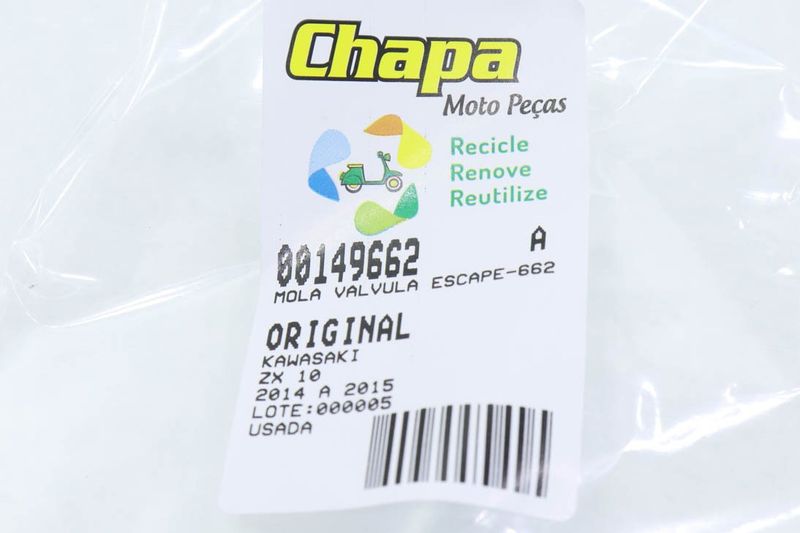 Chapa
Moto Peças
Recicle
Renove
Reutilize
00149662 A
MOLA VALVULA ESCAPE-662
ORIGINAL
KAWASAKI
ZX 10
2014 A 2015
LOTE:000005
USADA